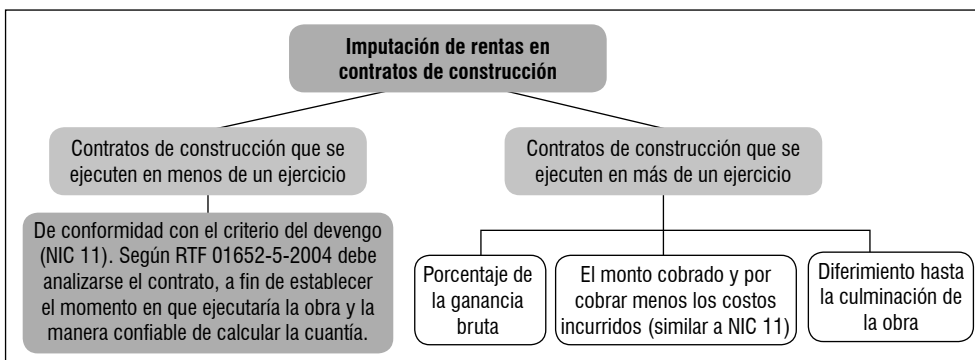 Imputación de rentas en
contratos de construcción
Contratos de construcción que se
ejecuten en menos de un ejercicio
Contratos de construcción que se
ejecuten en más de un ejercicio
De conformidad con el criterio del devengo
(NIC 11). Según RTF 01652-5-2004 debe
analizarse el contrato, a fin de establecer
el momento en que ejecutaría la obra y la
manera confiable de calcular la cuantía.
Porcentaje de
la ganancia
bruta
El monto cobrado y por
cobrar menos los costos
incurridos (similar a NIC 11)
Diferimiento hasta
la culminación de
la obra